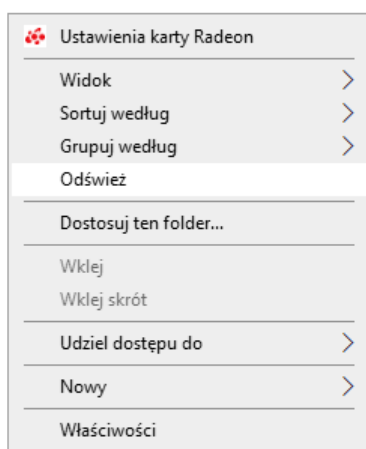 Ustawienia karty Radeon
Widok
Sortuj według
Grupuj według
Odśwież
Dostosuj ten folder...
Wklej
Wklej skrót
Udziel dostępu do
Nowy
Właściwości